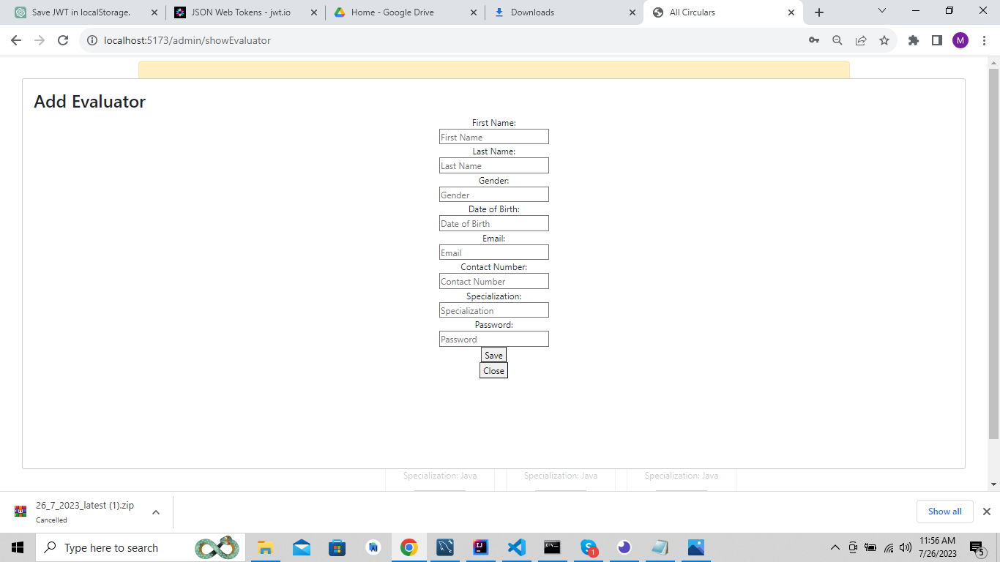 Save JWT in localStorage.
JSON Web Tokens - jwt.io
Home - Google Drive
Downloads
All Circulars
localhost:5173/admin/showEvaluator
M
Add Evaluator
First Name:
First Name
Last Name:
Last Name
Gender:
Gender
Date of Birth:
Date of Birth
Email:
Email
Contact Number:
Contact Number
Specialization:
Specialization
Password:
Password
Save
Close
Specialization: Java
Specialization: Java
Specialization: Java
26_7_2023_latest (1).zip
Cancelled
Show all
Type here to search
1
11:56 AM
7/26/2023
5